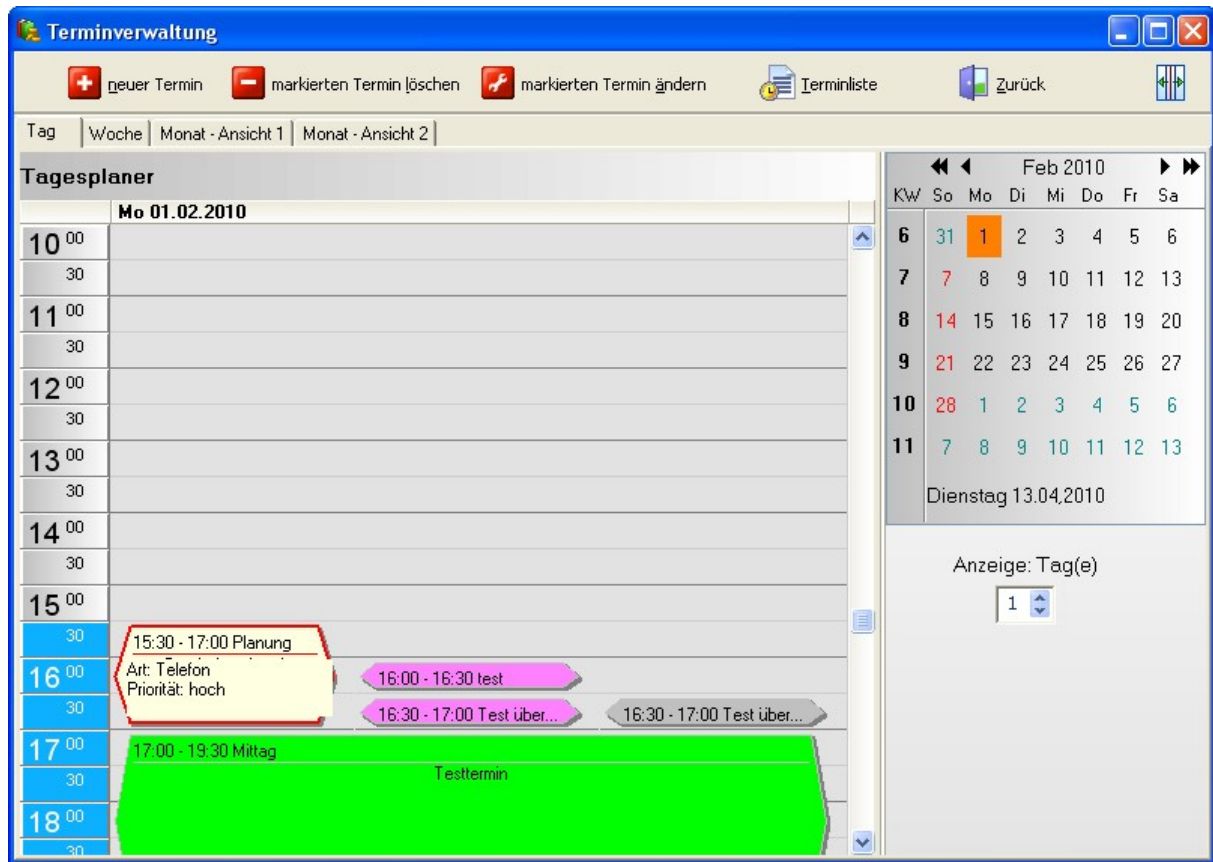 Terminverwaltung
neuer Termin markierten Termin löschen markierten Termin ändern Terminliste Zurück
Tag Woche Monat - Ansicht 1 Monat - Ansicht 2
Tagesplaner
Mo 01.02.2010
10 00
30
11 00
30
12 00
30
13 00
30
14 00
30
15 00
30
16 00
30
17 00
30
18 00
30
15:30 - 17:00 Planung
Art: Telefon
Priorität: hoch
16:00 - 16:30 test
16:30 - 17:00 Test über... 16:30 - 17:00 Test über...
17:00 - 19:30 Mittag
Testtermin
Feb 2010
KW So Mo Di Mi Do Fr Sa
6 31 1 2 3 4 5 6
7 7 8 9 10 11 12 13
8 14 15 16 17 18 19 20
9 21 22 23 24 25 26 27
10 28 1 2 3 4 5 6
11 7 8 9 10 11 12 13
Dienstag 13.04.2010
Anzeige: Tag(e)
1